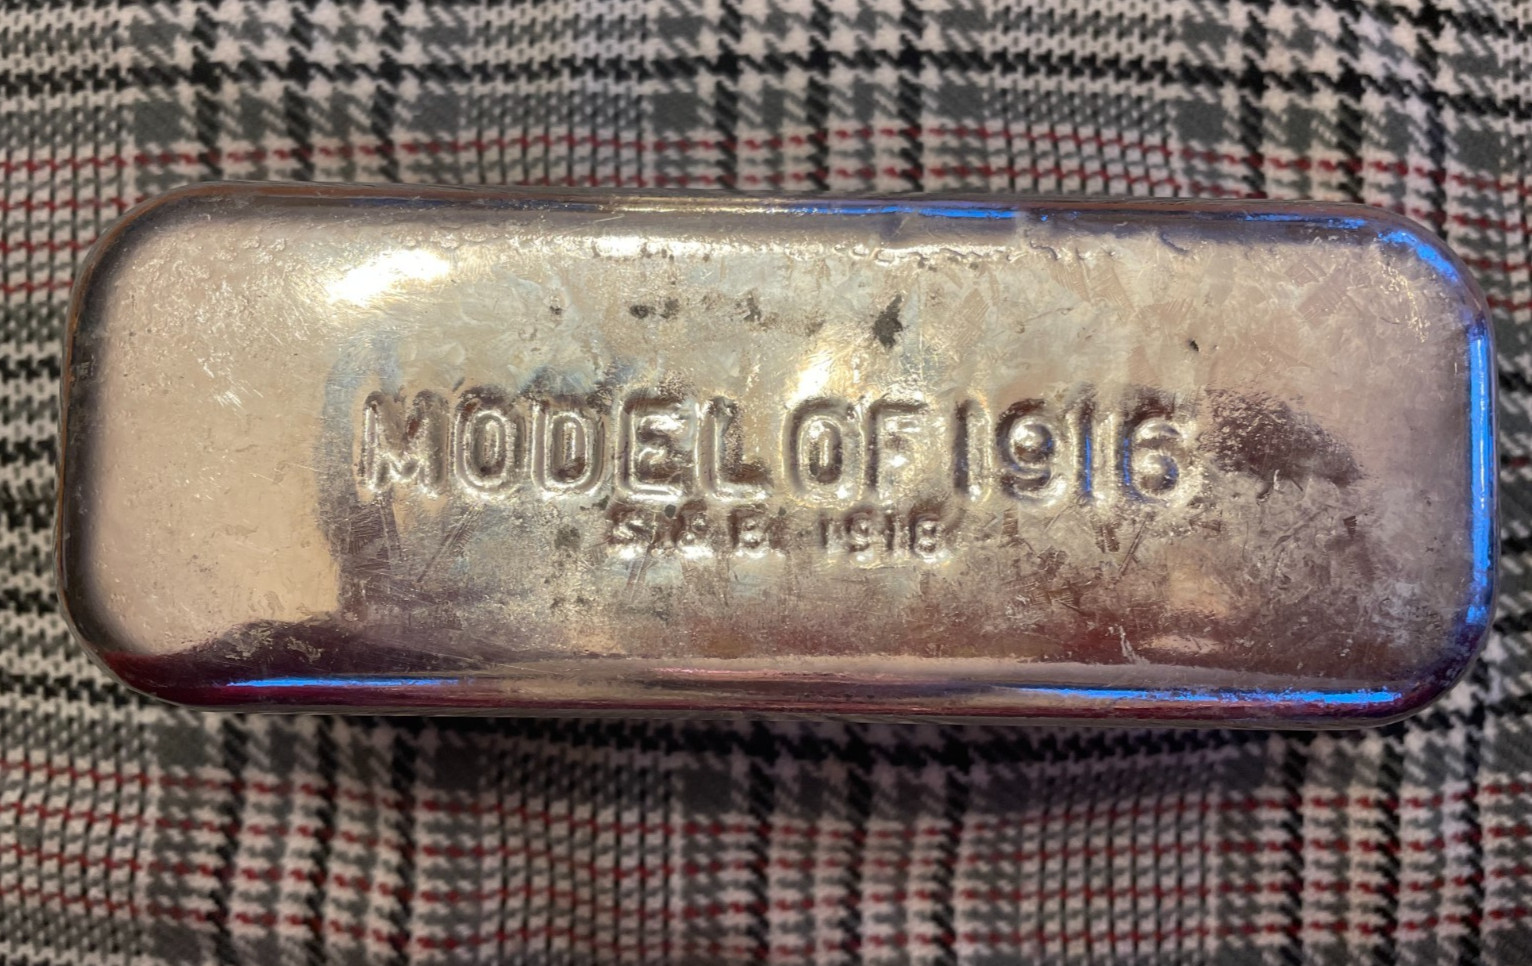 MODEL OF 1916
S. & B. 1918